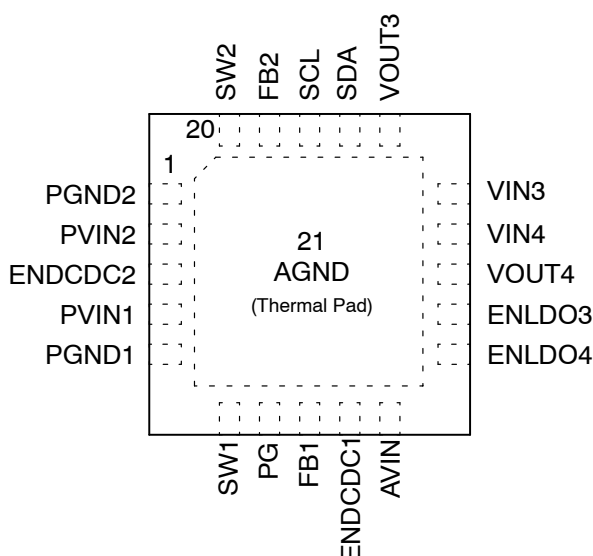 SW2
FB2
SCL
SDA
VOUT3
20
1
PGND2
PVIN2
ENDCDC2
PVIN1
PGND1
21
AGND
(Thermal Pad)
VIN3
VIN4
VOUT4
ENLDO3
ENLDO4
SW1
PG
FB1
ENDCDC1
AVIN